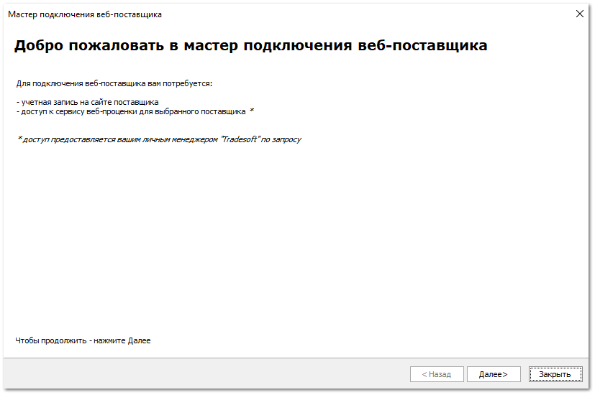 Мастер подключения веб-поставщика
Добро пожаловать в мастер подключения веб-поставщика
Для подключения веб-поставщика вам потребуется:
- учетная запись на сайте поставщика
- доступ к сервису веб-проценки для выбранного поставщика *
* доступ предоставляется вашим личным менеджером "Tradesoft" по запросу
Чтобы продолжить - нажмите Далее
< Назад Далее> Закрыть